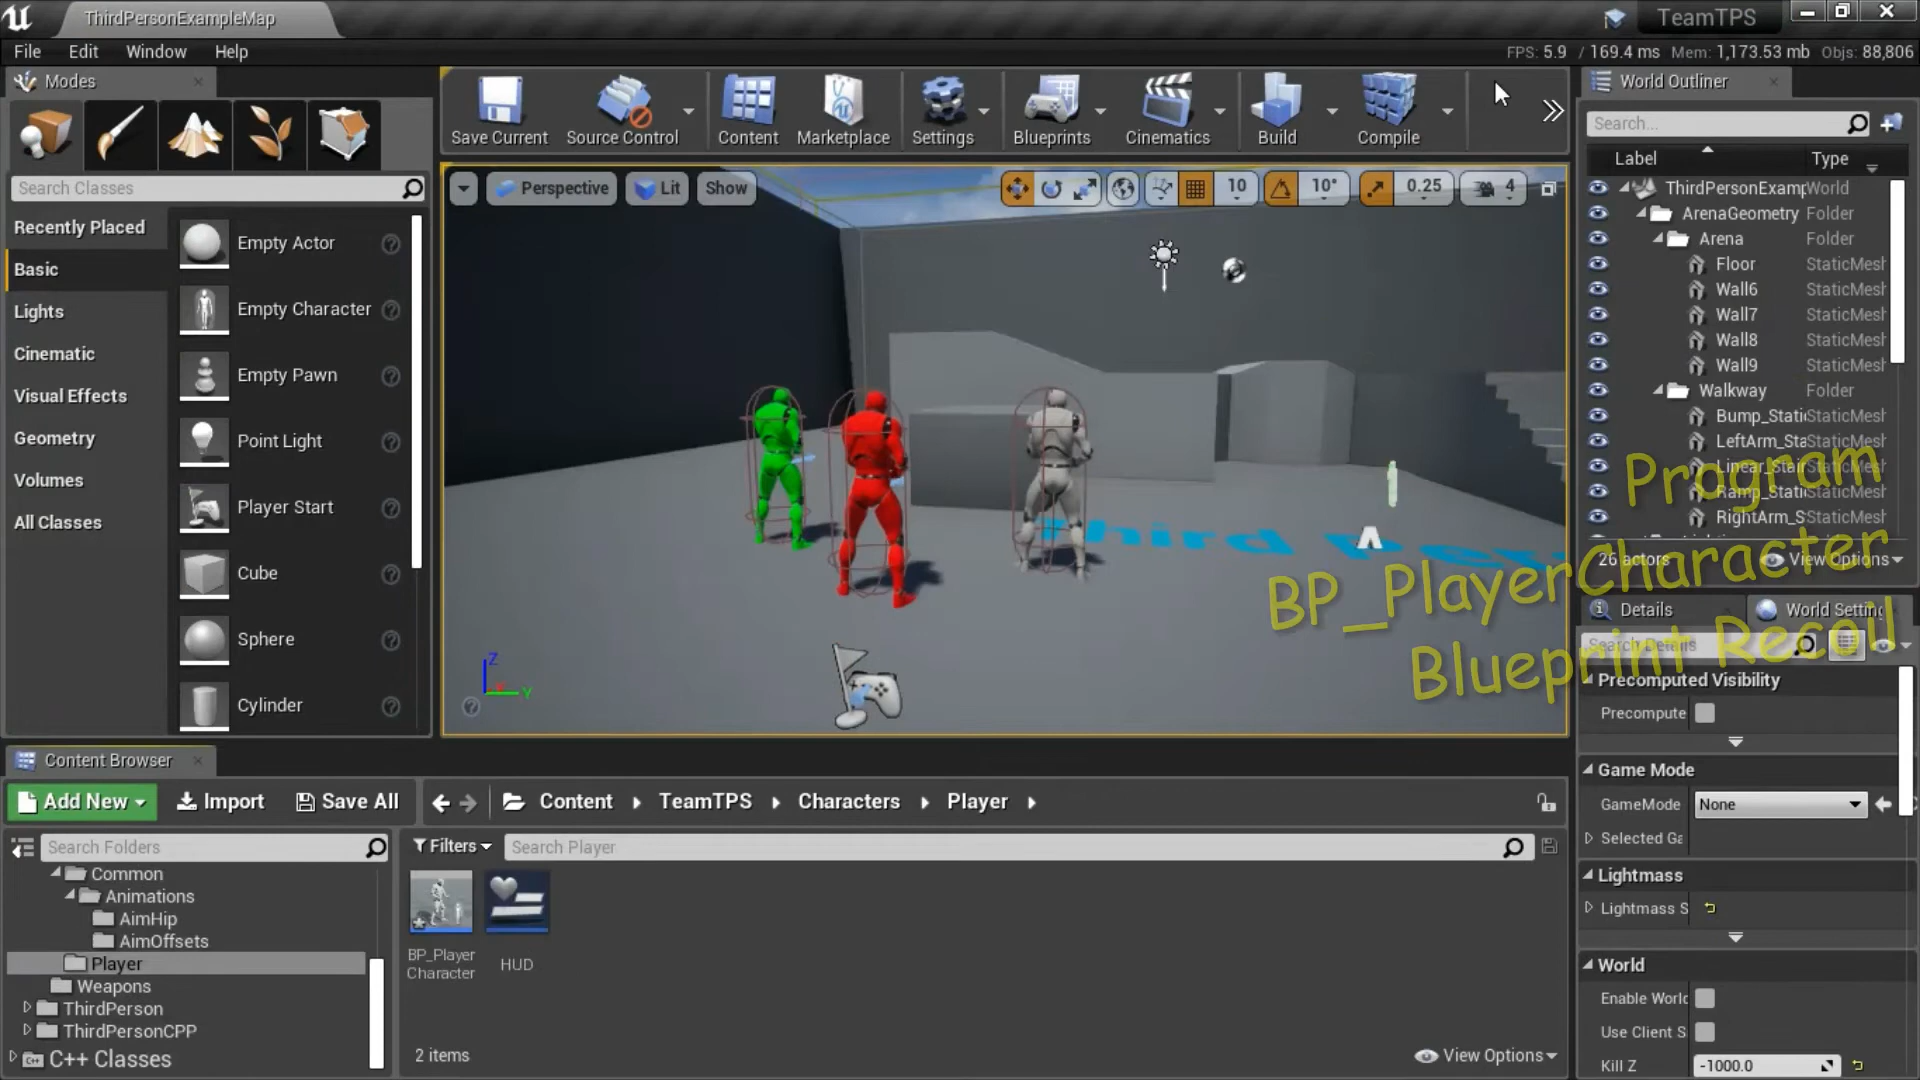 ThirdPersonExampleMap
TeamTPS
File Edit Window Help
FPS: 5.9 / 169.4 ms Mem: 1,173.53 mb Objs: 88,806
Modes
Save Current
Source Control
Content
Marketplace
Settings
Blueprints
Cinematics
Build
Compile
World Outliner
Search...
Label Type
Search Classes
Perspective
Lit
Show
10
10°
0.25
4
Recently Placed
Basic
Lights
Cinematic
Visual Effects
Geometry
Volumes
All Classes
Empty Actor
Empty Character
Empty Pawn
Point Light
Player Start
Cube
Sphere
Cylinder
ThirdPersonExamp World
ArenaGeometry Folder
Arena Folder
Floor StaticMesh
Wall6 StaticMesh
Wall7 StaticMesh
Wall8 StaticMesh
Wall9 StaticMesh
Walkway Folder
Bump_Stati StaticMesh
LeftArm_Sta StaticMesh
Linear_Stai StaticMesh
Ramp_Stati StaticMesh
RightArm_S StaticMesh
26 actors View Options
Program
BP_PlayerCharacter
Blueprint Recoil
Third Per
Z
Y
Details
World Settin
Search Details
Precomputed Visibility
Precompute
Game Mode
GameMode None
Selected Ga
Lightmass
Lightmass S
World
Enable World
Use Client S
Kill Z -1000.0
Content Browser
Add New Import Save All
Content TeamTPS Characters Player
Search Folders
Filters
Search Player
Common
Animations
AimHip
AimOffsets
Player
Weapons
ThirdPerson
ThirdPersonCPP
C++ Classes
BP_Player
Character
HUD
2 items
View Options